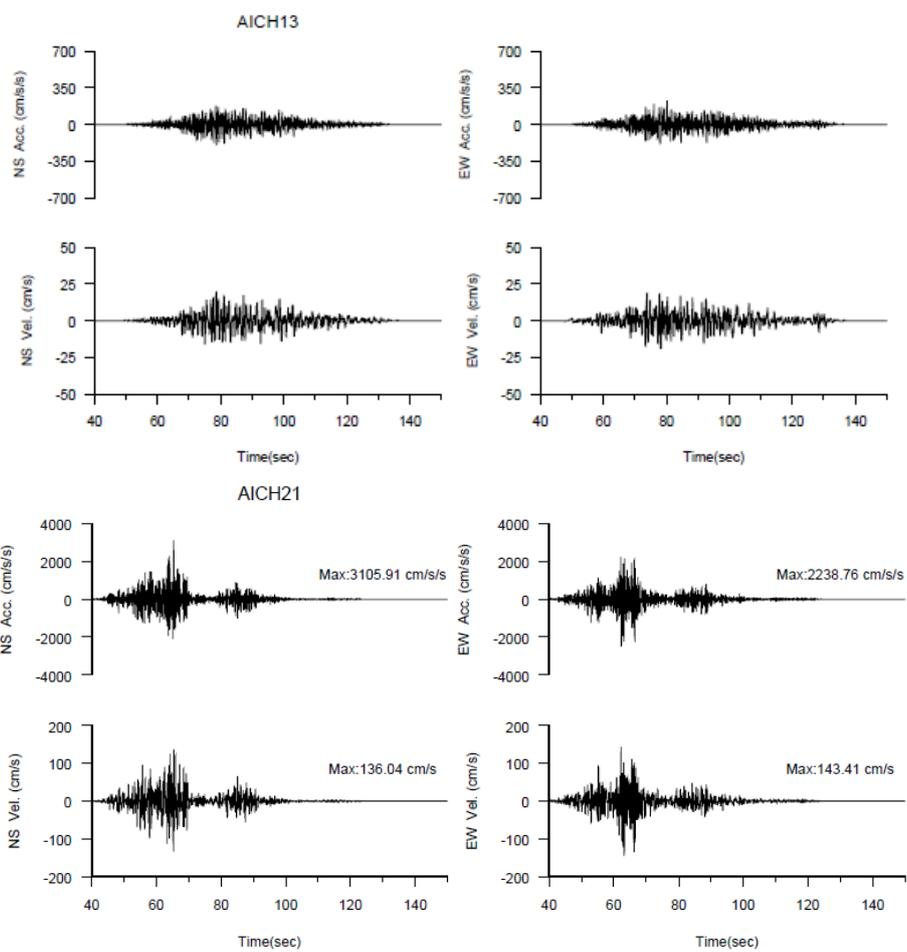 AICH13
NS Acc. (cm/s/s)
700
350
0
-350
-700
EW Acc. (cm/s/s)
700
350
0
-350
-700
NS Vel. (cm/s)
50
25
0
-25
-50
40 60 80 100 120 140
Time(sec)
EW Vel. (cm/s)
50
25
0
-25
-50
40 60 80 100 120 140
Time(sec)
AICH21
NS Acc. (cm/s/s)
4000
2000
0
-2000
-4000
Max:3105.91 cm/s/s
EW Acc. (cm/s/s)
4000
2000
0
-2000
-4000
Max:2238.76 cm/s/s
NS Vel. (cm/s)
200
100
0
-100
-200
Max:136.04 cm/s
40 60 80 100 120 140
Time(sec)
EW Vel. (cm/s)
200
100
0
-100
-200
Max:143.41 cm/s
40 60 80 100 120 140
Time(sec)